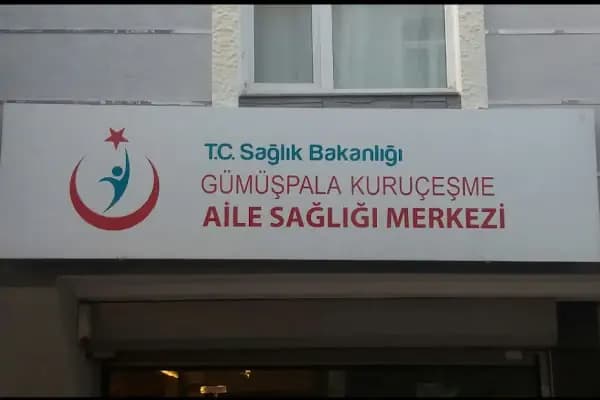 T.C. Sağlık Bakanlığı
GÜMÜŞPALA KURUÇEŞME
AİLE SAĞLIĞI MERKEZİ